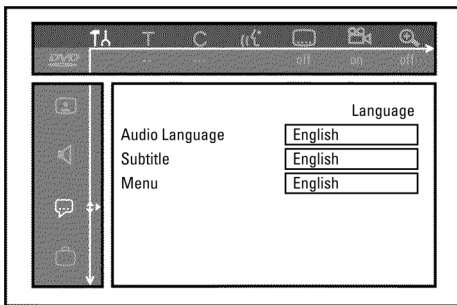 T C
DVD -- --- off on off
Language
Audio Language English
Subtitle English
Menu English